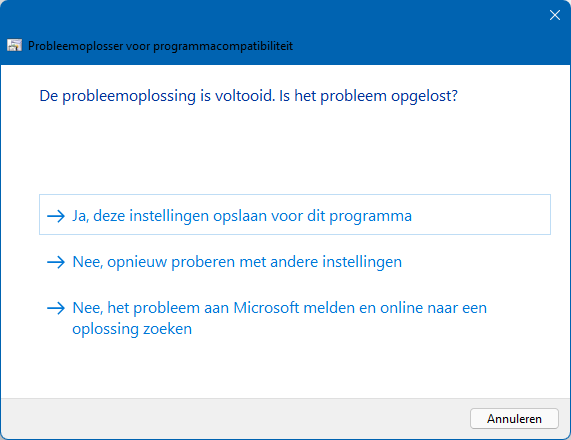 Probleemoplosser voor programmacompatibiliteit
De probleemoplossing is voltooid. Is het probleem opgelost?
Ja, deze instellingen opslaan voor dit programma
Nee, opnieuw proberen met andere instellingen
Nee, het probleem aan Microsoft melden en online naar een
oplossing zoeken
Annuleren